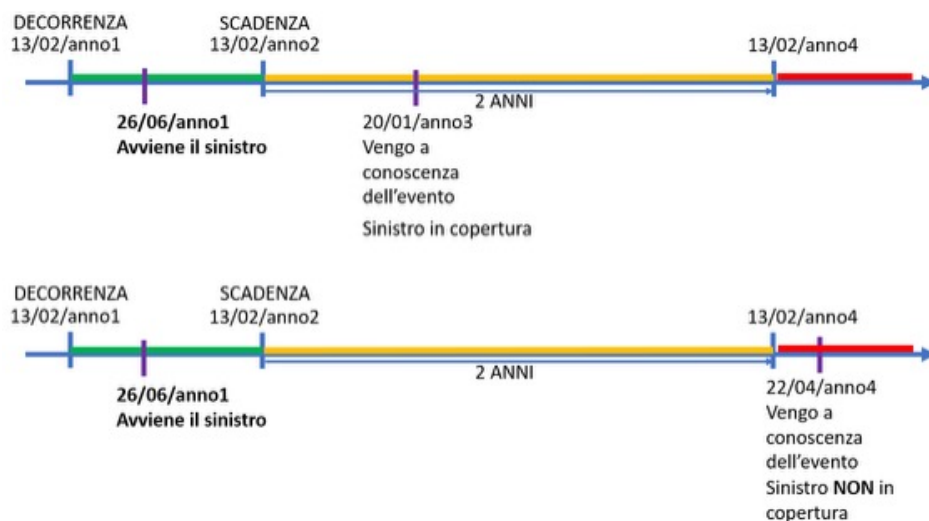 DECORRENZA
13/02/anno1
SCADENZA
13/02/anno2
13/02/anno4
2 ANNI
26/06/anno1
Avviene il sinistro
20/01/anno3
Vengo a
conoscenza
dell'evento
Sinistro in copertura
DECORRENZA
13/02/anno1
SCADENZA
13/02/anno2
13/02/anno4
2 ANNI
26/06/anno1
Avviene il sinistro
22/04/anno4
Vengo a
conoscenza
dell'evento
Sinistro NON in
copertura